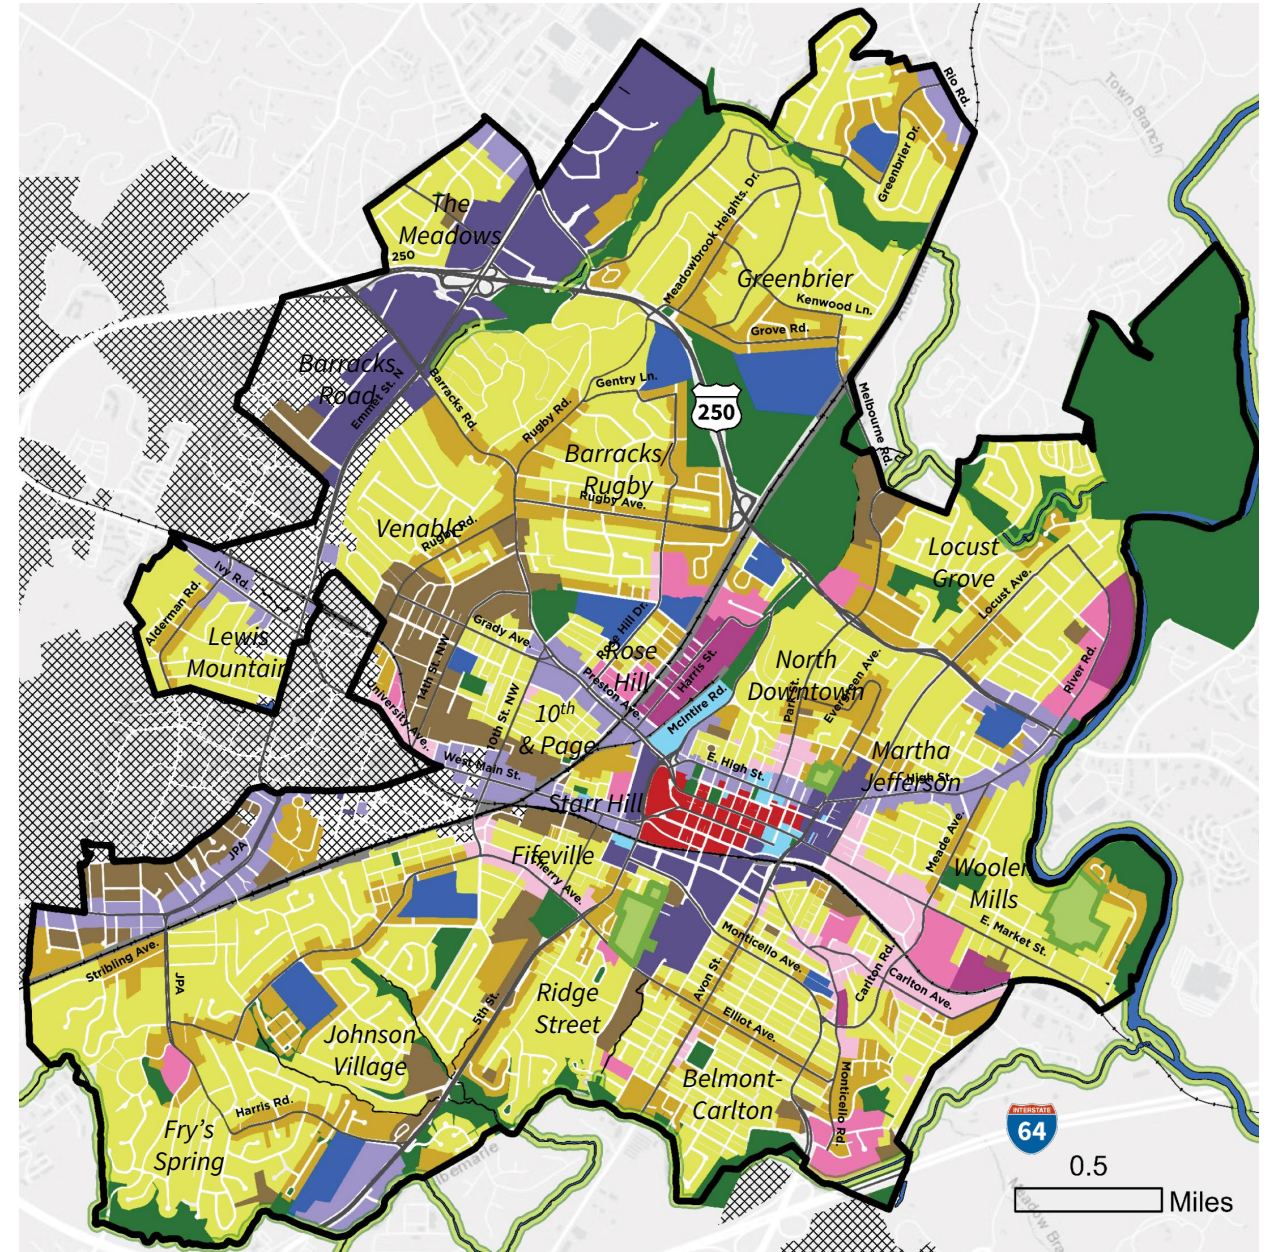 Rio Rd.
Town Branch
Greenbrier Dr.
The
Meadows
250
Meadowbrook Heights. Dr.
Greenbrier
Kenwood Ln.
Grove Rd.
Barracks
Road
Emmet St. N
Barracks Rd.
Gentry Ln.
Rugby Rd.
250
Melbourne Rd.
Barracks/
Rugby
Rugby Ave.
Venable
Rugby Rd.
Locust
Grove
Locust Ave.
Ivy Rd.
Alderman Rd.
Lewis
Mountain
Grady Ave.
14th St. NW
Rose Hill Dr.
Rose
Hill
Harris St.
Preston Ave.
McIntire Rd.
North
Downtown
Park St.
Evergreen Ave.
River Rd.
University Ave.
10th St. NW
10th
& Page
West Main St.
E. High St.
Martha
Jefferson
High St.
Starr Hill
JPA
Fifeville
Cherry Ave.
Meade Ave.
Woolen
Mills
E. Market St.
Stribling Ave.
JPA
5th St.
Ridge
Street
Monticello Ave.
Avon St.
Elliot Ave.
Carlton Rd.
Carlton Ave.
Johnson
Village
Belmont-
Carlton
Monticello Rd.
Harris Rd.
Fry's
Spring
INTERSTATE
64
0.5
Miles